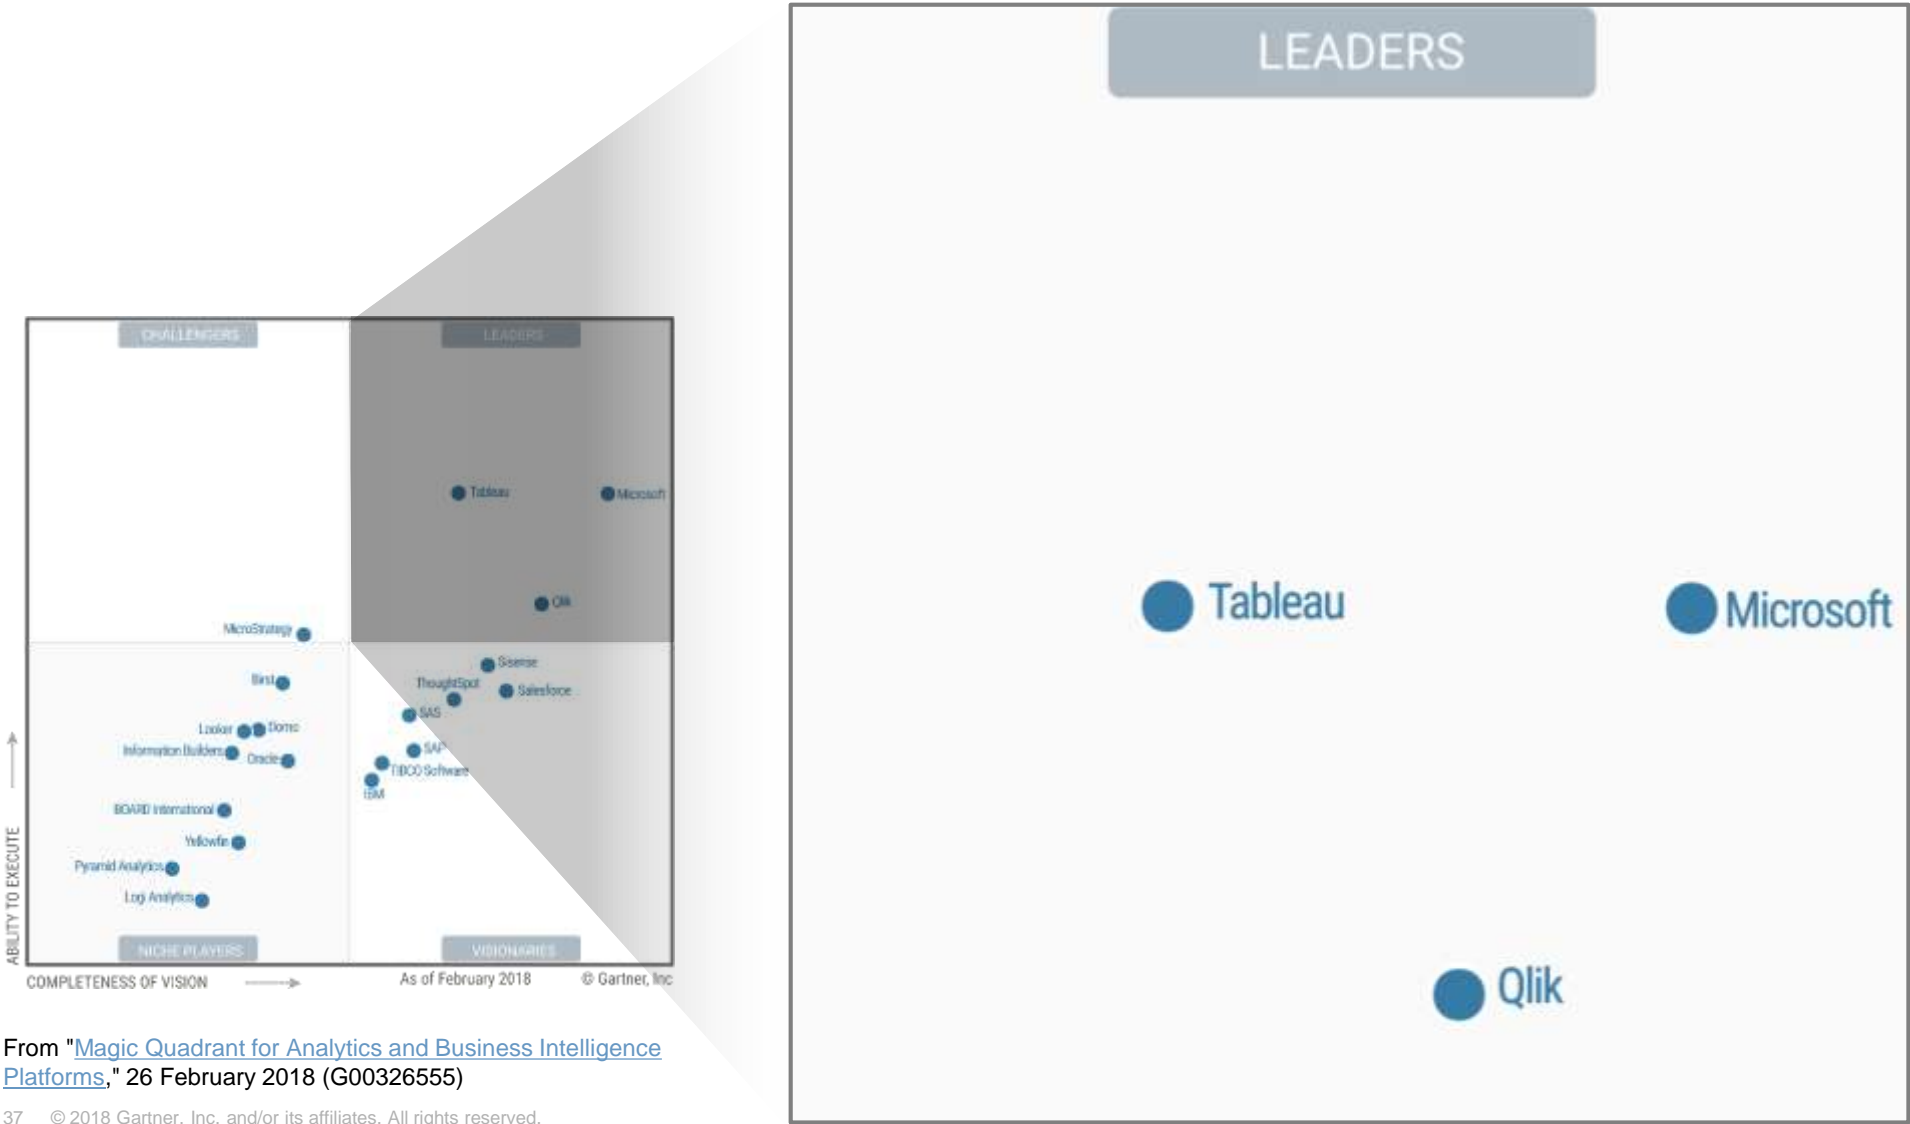 LEADERS
Tableau
Microsoft
Qlik
CHALLENGERS
LEADERS
Tableau
Microsoft
Qlik
MicroStrategy
Sisense
Birst
ThoughtSpot
Salesforce
SAS
Looker
Domo
Information Builders
Oracle
SAP
TIBCO Software
IBM
BOARD International
Yellowfin
Pyramid Analytics
Logi Analytics
NICHE PLAYERS
VISIONARIES
ABILITY TO EXECUTE
COMPLETENESS OF VISION
As of February 2018
© Gartner, Inc
From "Magic Quadrant for Analytics and Business Intelligence
Platforms," 26 February 2018 (G00326555)
37 © 2018 Gartner, Inc. and/or its affiliates. All rights reserved.